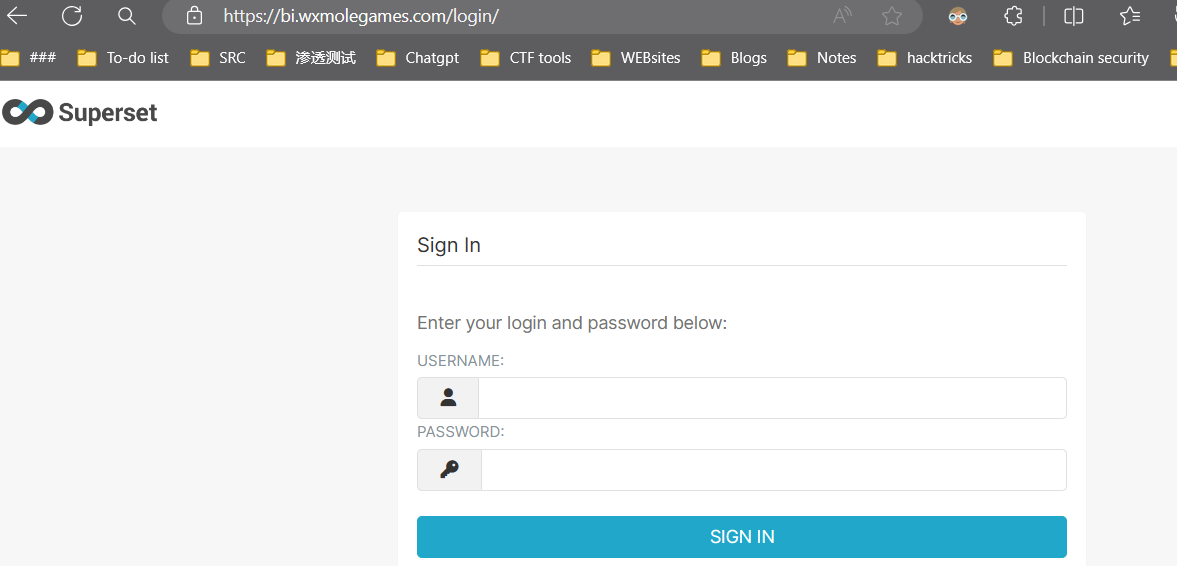 https://bi.wxmolegames.com/login/
### To-do list SRC 渗透测试 Chatgpt CTF tools WEBsites Blogs Notes hacktricks Blockchain security
Superset
Sign In
Enter your login and password below:
USERNAME:
PASSWORD:
SIGN IN